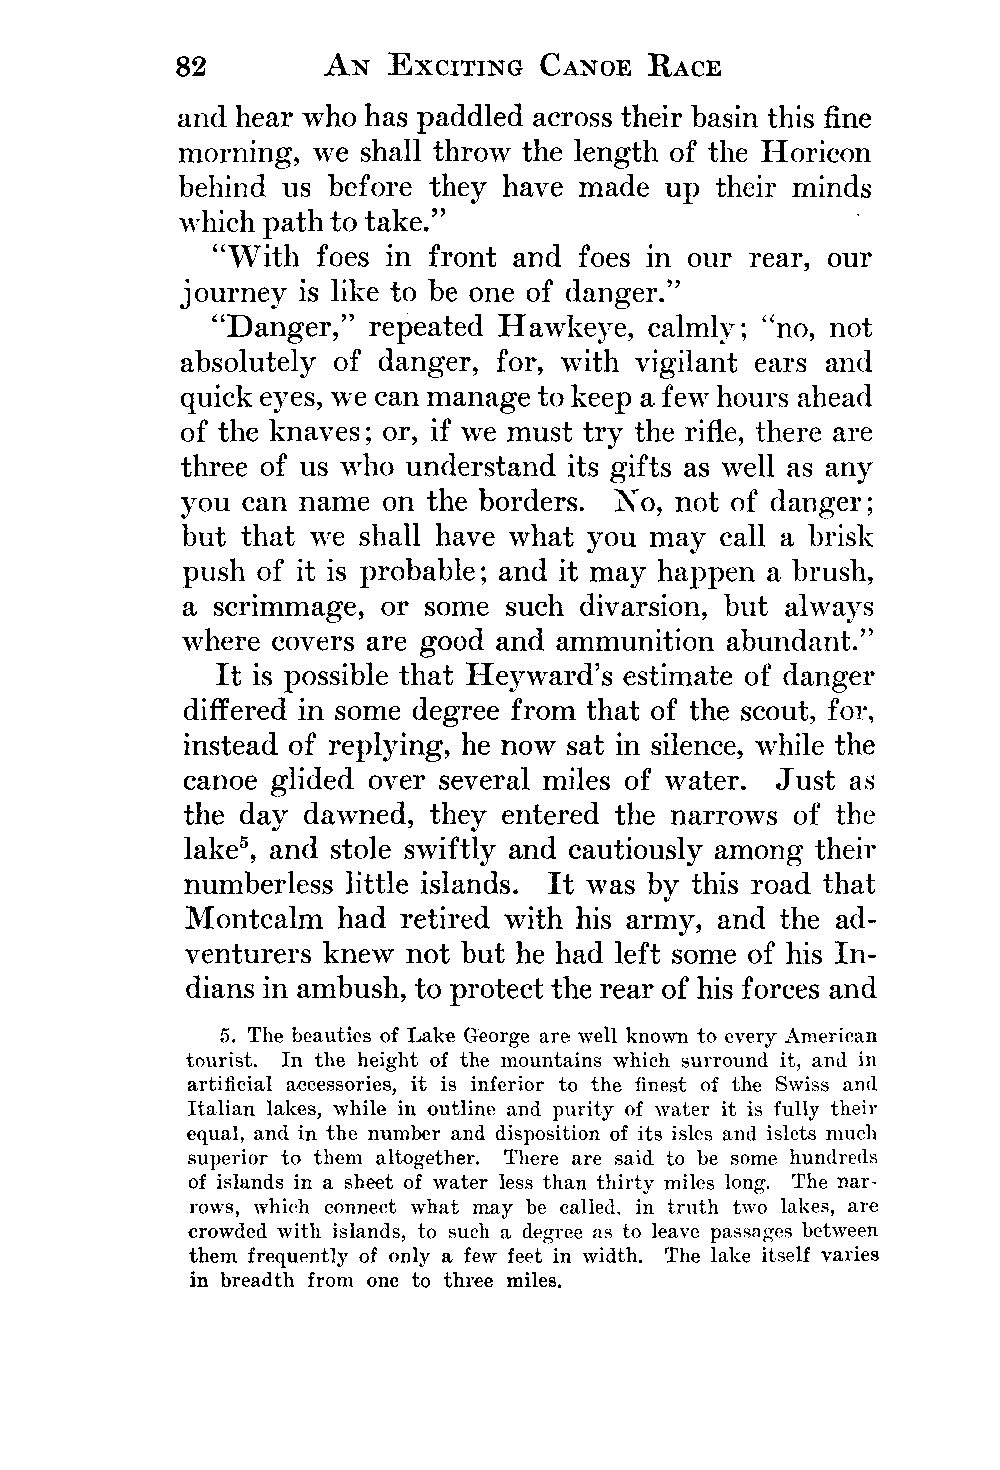 82 An Exciting Canoe Race
and hear who has paddled across their basin this fine
morning, we shall throw the length of the Horicon
behind us before they have made up their minds
which path to take.”
“With foes in front and foes in our rear, our
journey is like to be one of danger.”
“Danger,” repeated Hawkeye, calmly; “no, not
absolutely of danger, for, with vigilant ears and
quick eyes, we can manage to keep a few hours ahead
of the knaves; or, if we must try the rifle, there are
three of us who understand its gifts as well as any
you can name on the borders. No, not of danger;
but that we shall have what you may call a brisk
push of it is probable; and it may happen a brush,
a scrimmage, or some such divarsion, but always
where covers are good and ammunition abundant.”
It is possible that Heyward’s estimate of danger
differed in some degree from that of the scout, for,
instead of replying, he now sat in silence, while the
canoe glided over several miles of water. Just as
the day dawned, they entered the narrows of the
lake⁵, and stole swiftly and cautiously among their
numberless little islands. It was by this road that
Montcalm had retired with his army, and the ad-
venturers knew not but he had left some of his In-
dians in ambush, to protect the rear of his forces and
5. The beauties of Lake George are well known to every American
tourist. In the height of the mountains which surround it, and in
artificial accessories, it is inferior to the finest of the Swiss and
Italian lakes, while in outline and purity of water it is fully their
equal, and in the number and disposition of its isles and islets much
superior to them altogether. There are said to be some hundreds
of islands in a sheet of water less than thirty miles long. The nar-
rows, which connect what may be called, in truth two lakes, are
crowded with islands, to such a degree as to leave passages between
them frequently of only a few feet in width. The lake itself varies
in breadth from one to three miles.